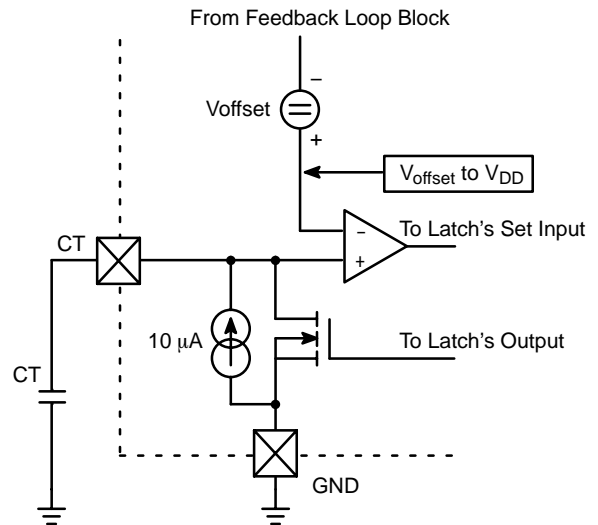 From Feedback Loop Block
−
Voffset
+
Voffset to VDD
−
To Latch's Set Input
CT
+
10 μA
To Latch's Output
CT
GND